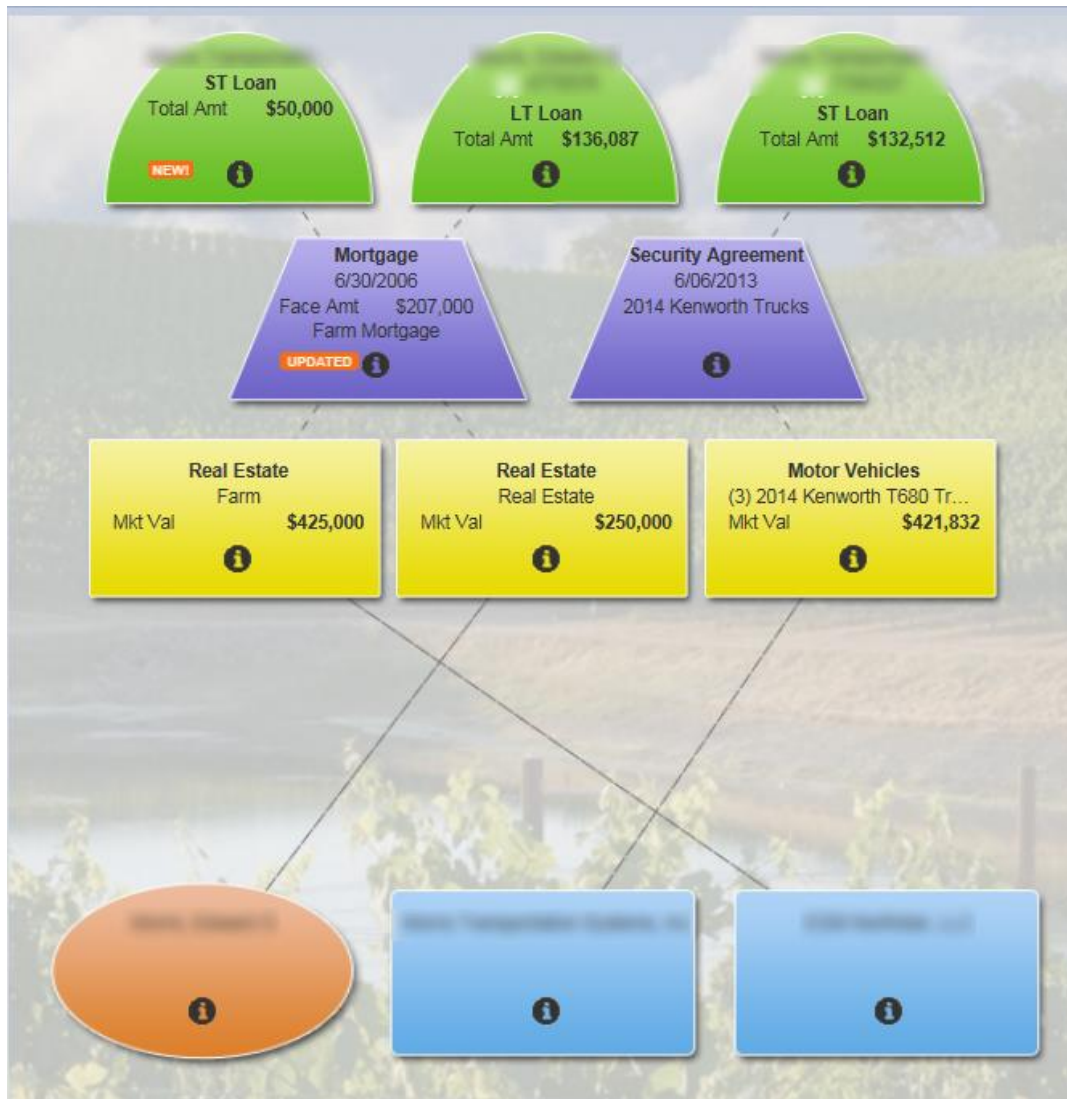 ST Loan
Total Amt $50,000
NEW!
LT Loan
Total Amt $136,087
ST Loan
Total Amt $132,512
Mortgage
6/30/2006
Face Amt $207,000
Farm Mortgage
UPDATED
Security Agreement
6/06/2013
2014 Kenworth Trucks
Real Estate
Farm
Mkt Val $425,000
Real Estate
Real Estate
Mkt Val $250,000
Motor Vehicles
(3) 2014 Kenworth T680 Tr...
Mkt Val $421,832